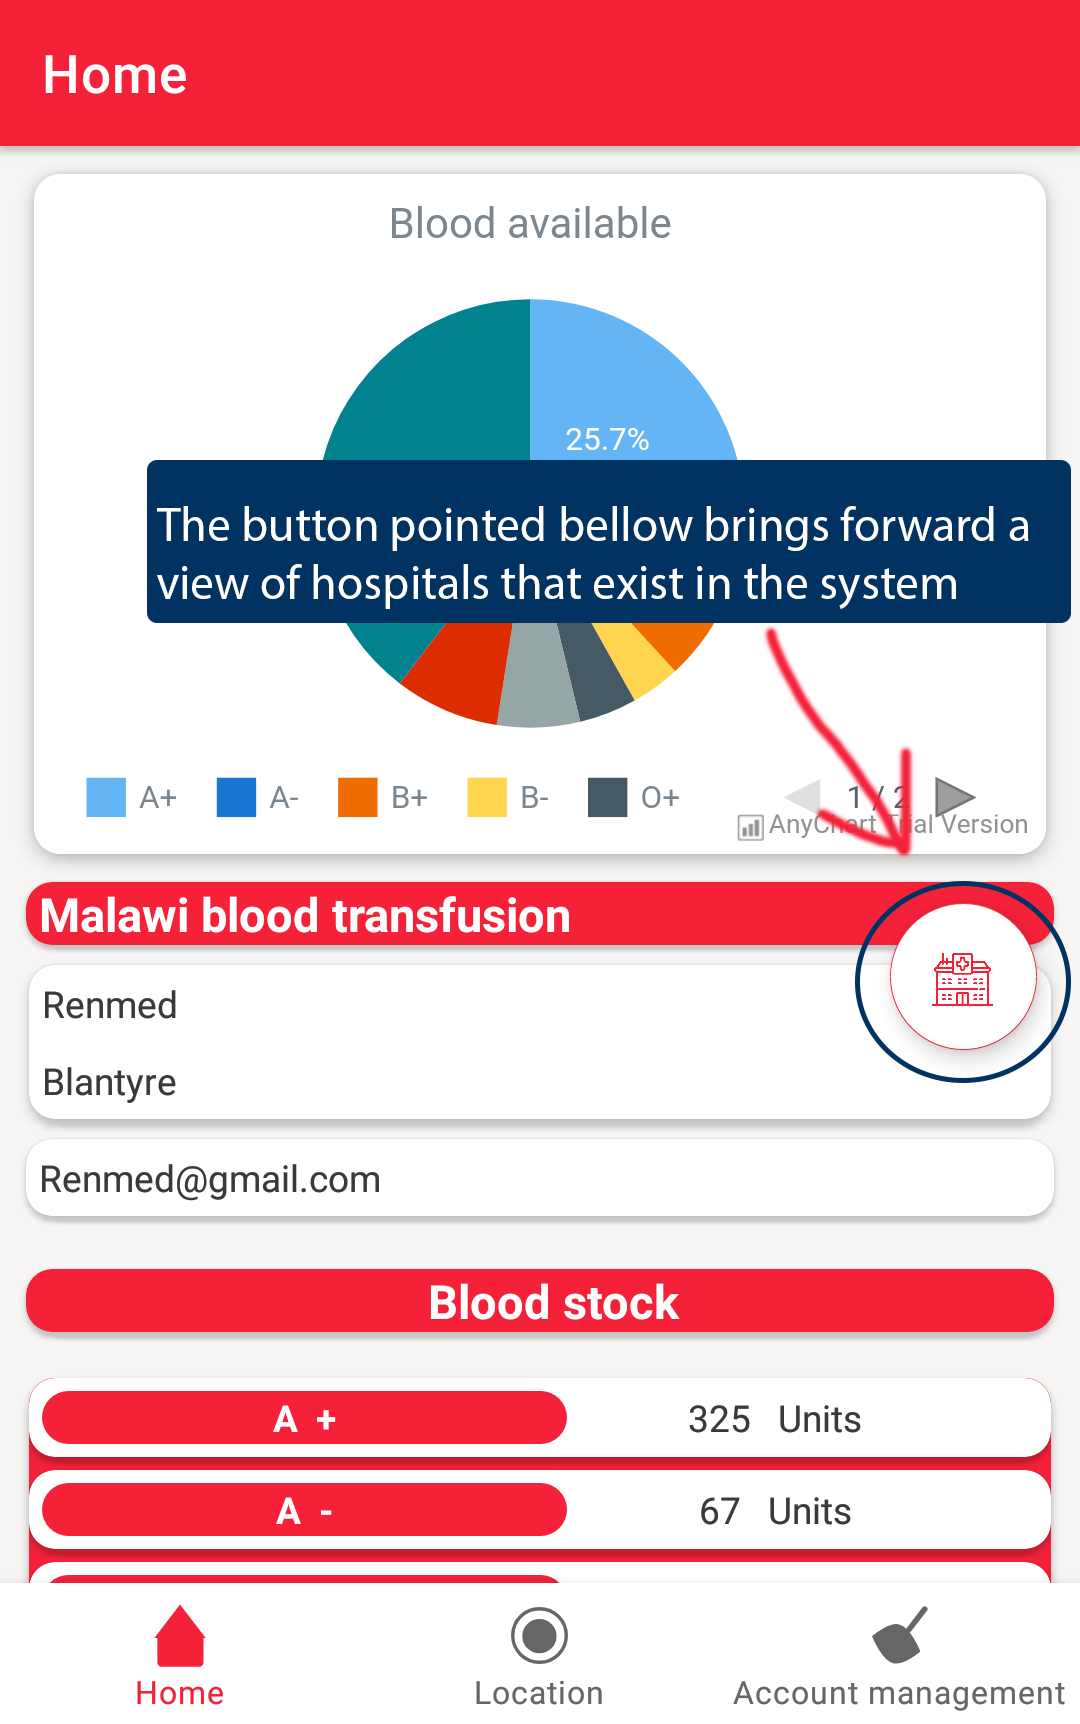 Home
Blood available
25.7%
The button pointed bellow brings forward a
view of hospitals that exist in the system
A+ A- B+ B- O+ 1 / 2
AnyChart Trial Version
Malawi blood transfusion
Renmed
Blantyre
Renmed@gmail.com
Blood stock
A + 325 Units
A - 67 Units
Home Location Account management